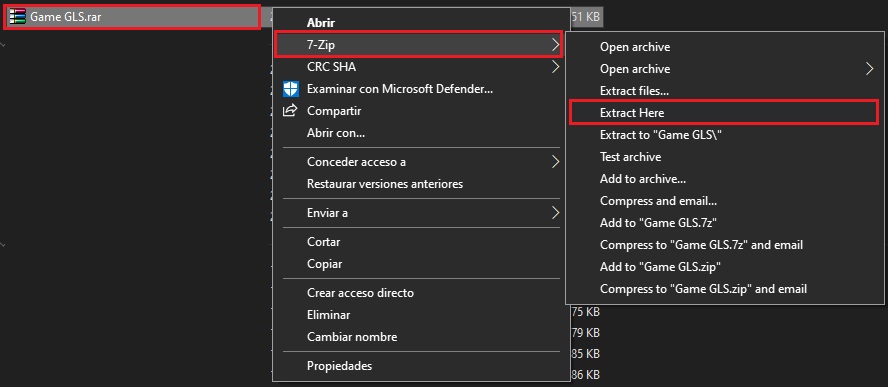 Game GLS.rar
51 KB
Abrir
7-Zip
CRC SHA
Examinar con Microsoft Defender...
Compartir
Abrir con...
Conceder acceso a
Restaurar versiones anteriores
Enviar a
Cortar
Copiar
Crear acceso directo
Eliminar
Cambiar nombre
Propiedades
Open archive
Open archive
Extract files...
Extract Here
Extract to "Game GLS\"
Test archive
Add to archive...
Compress and email...
Add to "Game GLS.7z"
Compress to "Game GLS.7z" and email
Add to "Game GLS.zip"
Compress to "Game GLS.zip" and email
75 KB
79 KB
85 KB
86 KB